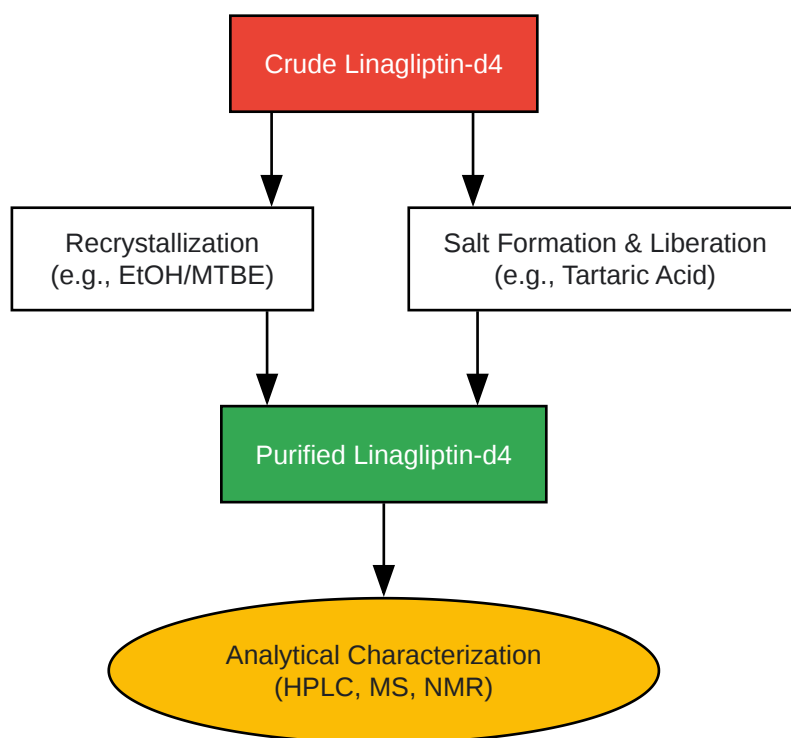 Crude Linagliptin-d4
Recrystallization
(e.g., EtOH/MTBE)
Salt Formation & Liberation
(e.g., Tartaric Acid)
Purified Linagliptin-d4
Analytical Characterization
(HPLC, MS, NMR)